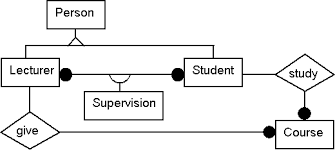 Person
Lecturer
Student
study
Supervision
give
Course